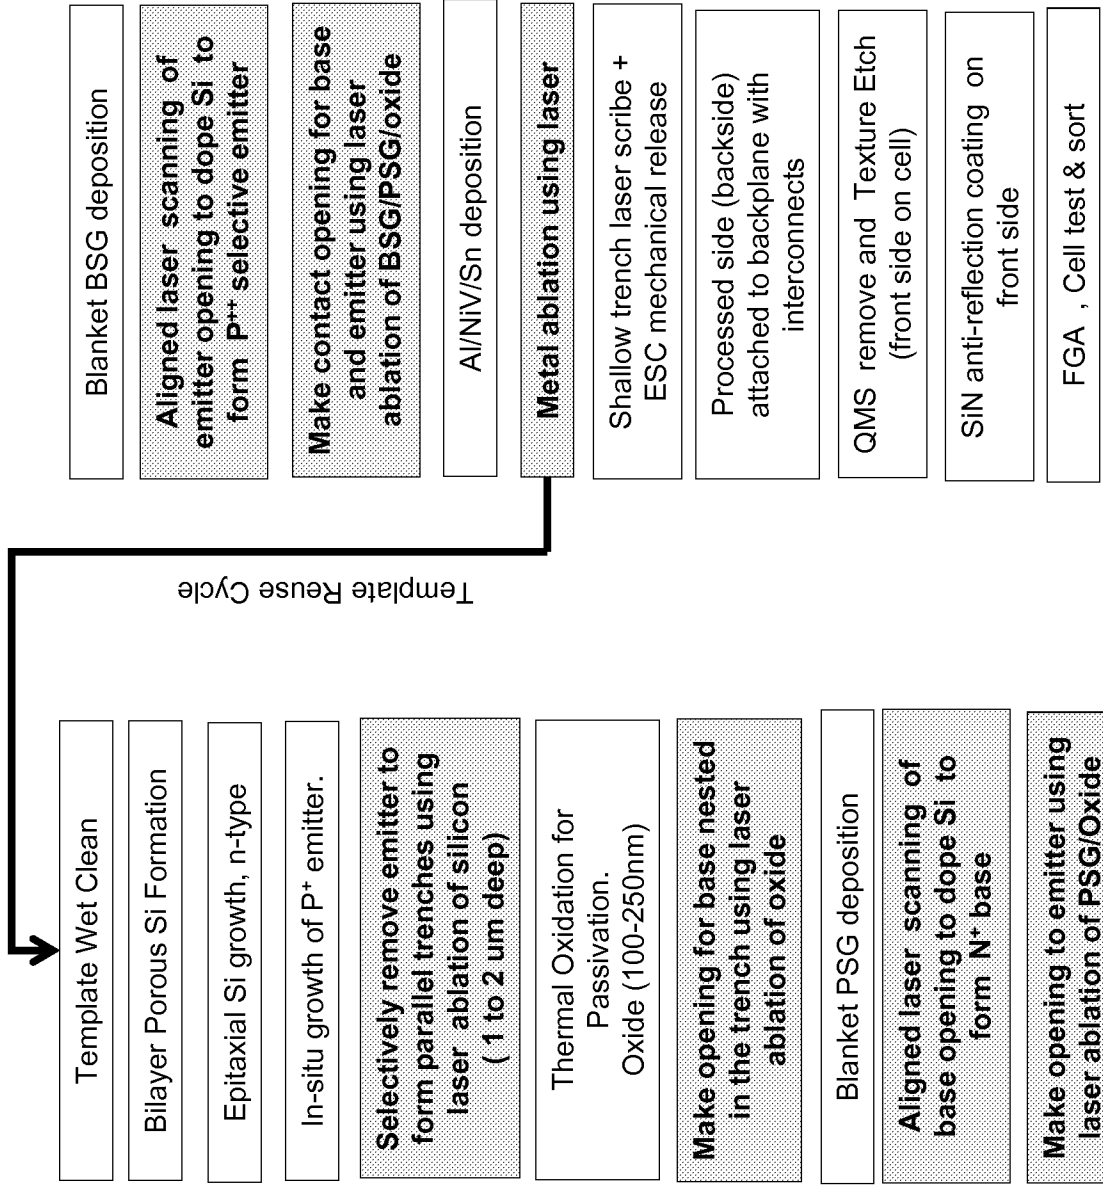 Template Wet Clean
Bilayer Porous Si Formation
Epitaxial Si growth, n-type
In-situ growth of P+ emitter.
Selectively remove emitter to
form parallel trenches using
laser ablation of silicon
( 1 to 2 um deep)
Thermal Oxidation for
Passivation.
Oxide (100-250nm)
Make opening for base nested
in the trench using laser
ablation of oxide
Blanket PSG deposition
Aligned laser scanning of
base opening to dope Si to
form N+ base
Make opening to emitter using
laser ablation of PSG/Oxide
Template Reuse Cycle
Blanket BSG deposition
Aligned laser scanning of
emitter opening to dope Si to
form P++ selective emitter
Make contact opening for base
and emitter using laser
ablation of BSG/PSG/oxide
Al/NiV/Sn deposition
Metal ablation using laser
Shallow trench laser scribe +
ESC mechanical release
Processed side (backside)
attached to backplane with
interconnects
QMS remove and Texture Etch
(front side on cell)
SiN anti-reflection coating on
front side
FGA , Cell test & sort